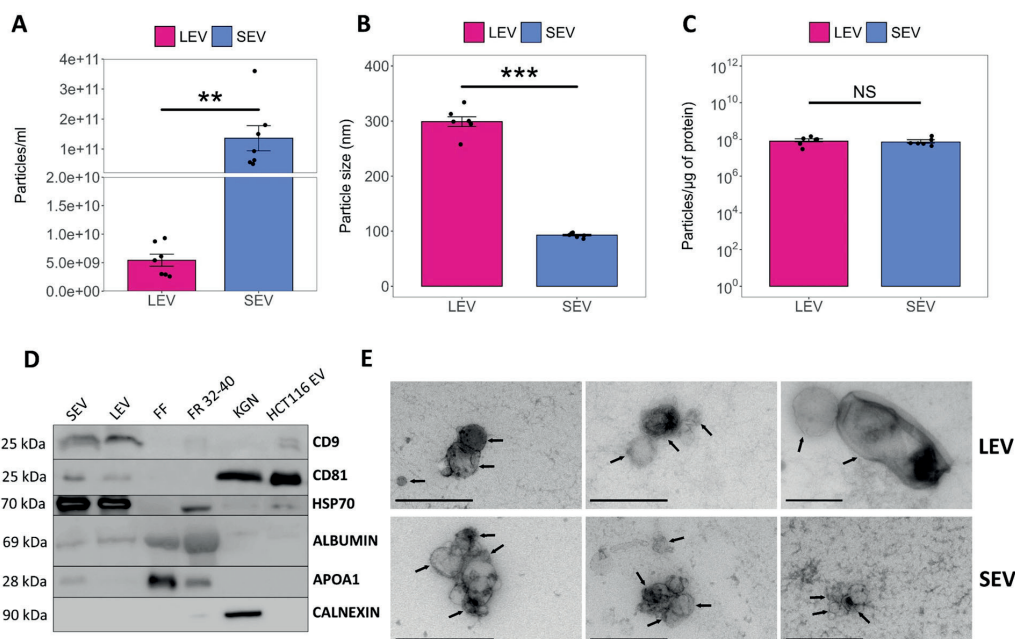 A
LEV SEV
4e+11
3e+11
2e+11
1e+11
2.0e+10
1.5e+10
1.0e+10
5.0e+09
0.0e+00
Particles/ml
**
LEV SEV
B
LEV SEV
400
300
200
100
0
Particle size (nm)
***
LEV SEV
C
LEV SEV
10^12
10^10
10^8
10^6
10^4
10^2
10^0
Particles/µg of protein
NS
LEV SEV
D
SEV LEV FF FR 32-40 KGN HCT116 EV
25 kDa CD9
25 kDa CD81
70 kDa HSP70
69 kDa ALBUMIN
28 kDa APOA1
90 kDa CALNEXIN
E
LEV
SEV